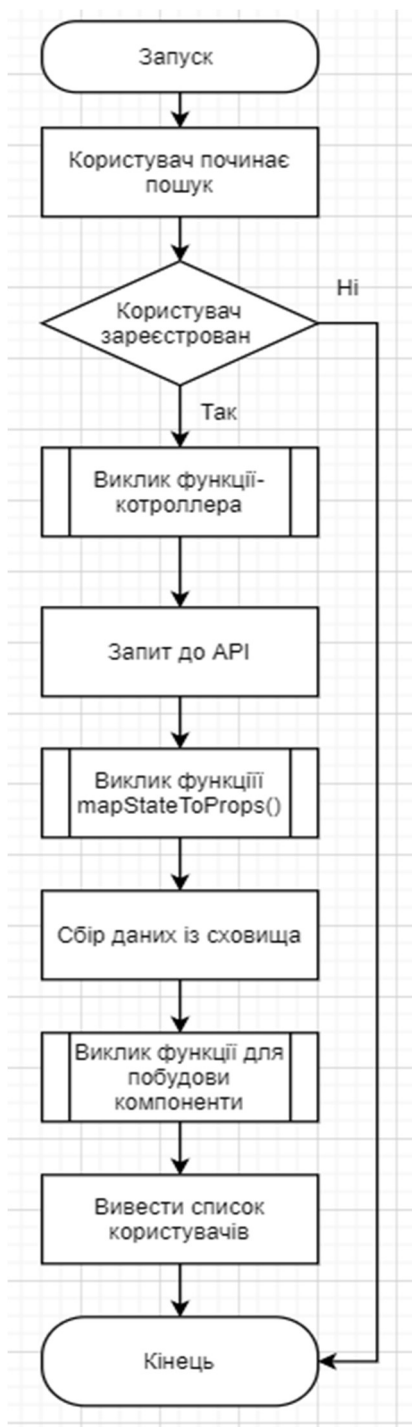 Запуск
Користувач починає
пошук
Користувач
зареєстрован
Ні
Так
Виклик функції-
котроллера
Запит до API
Виклик функціїї
mapStateToProps()
Сбір даних із сховища
Виклик функції для
побудови
компоненти
Вивести список
користувачів
Кінець